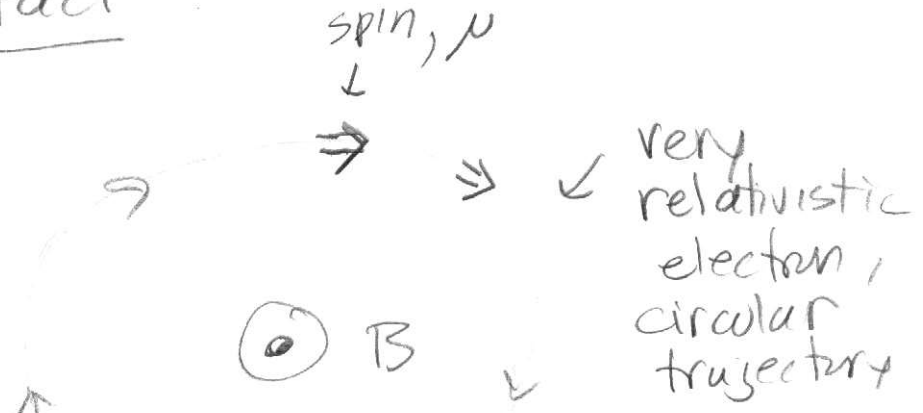 spin, μ
very
relativistic
electron,
circular
trajectory
B